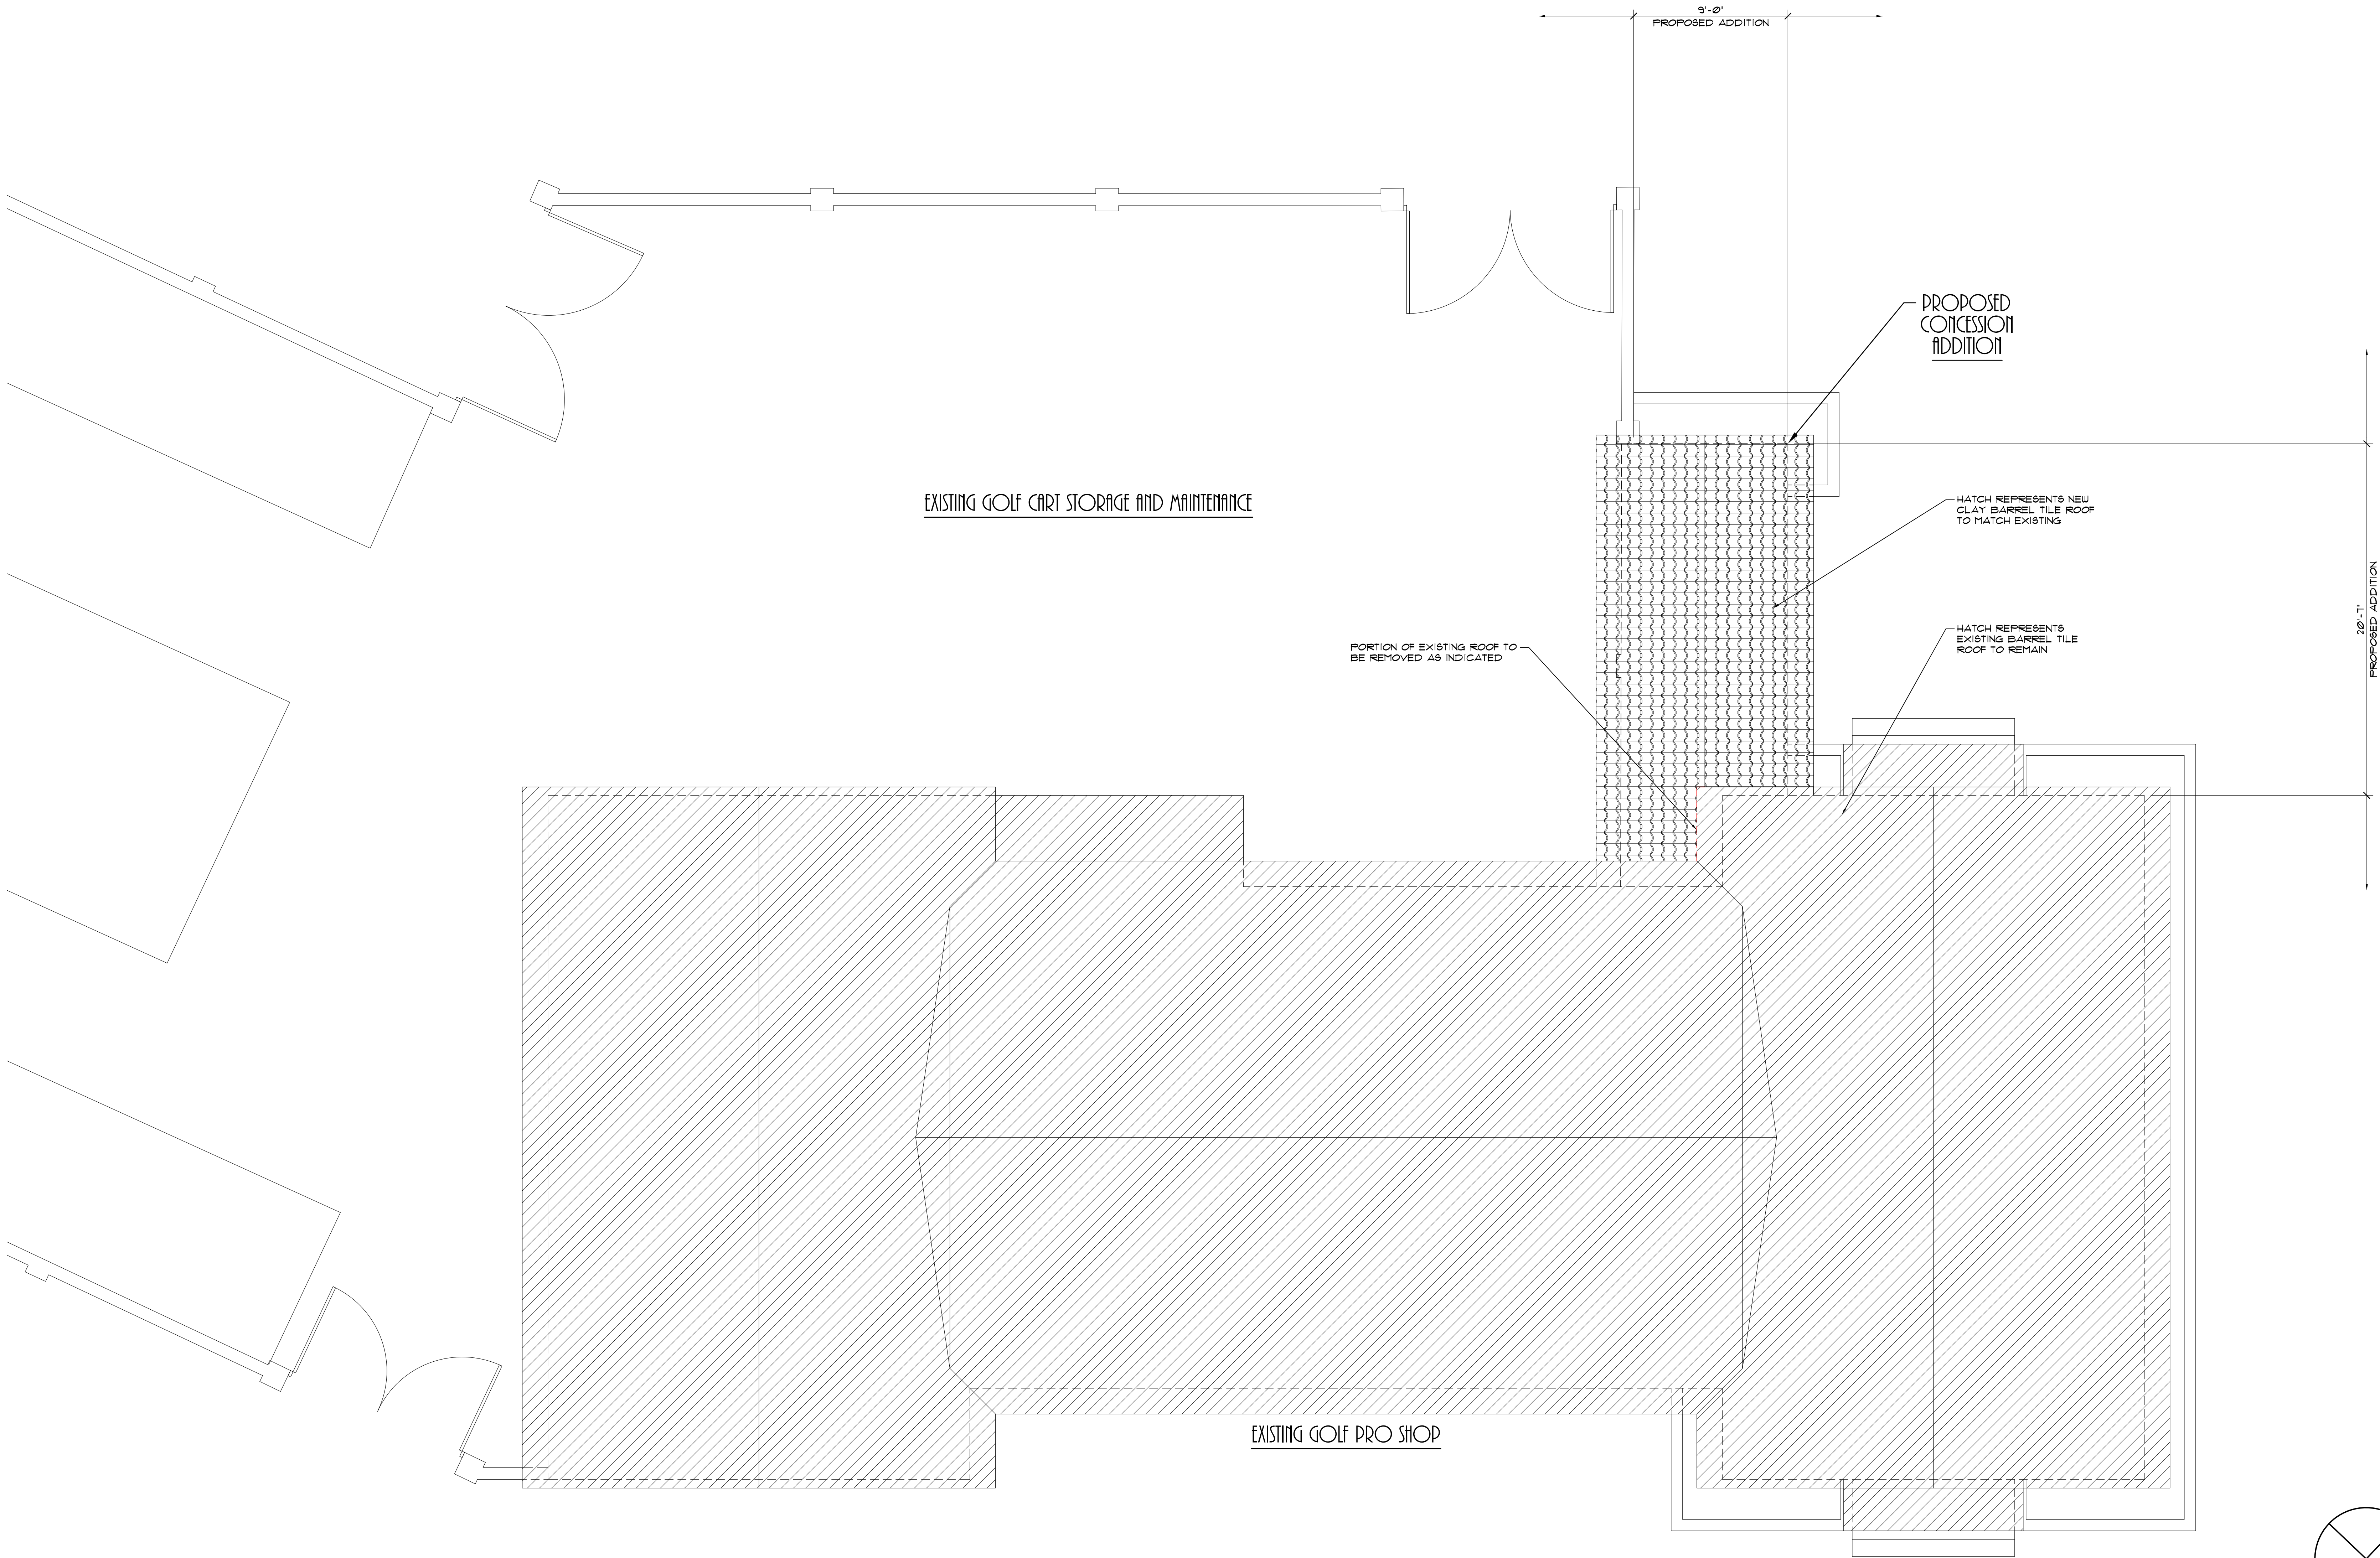 9'-0"
PROPOSED ADDITION
PROPOSED
CONCESSION
ADDITION
EXISTING GOLF CART STORAGE AND MAINTENANCE
HATCH REPRESENTS NEW
CLAY BARREL TILE ROOF
TO MATCH EXISTING
20'-7"
PROPOSED ADDITION
HATCH REPRESENTS
EXISTING BARREL TILE
ROOF TO REMAIN
PORTION OF EXISTING ROOF TO
BE REMOVED AS INDICATED
EXISTING GOLF PRO SHOP